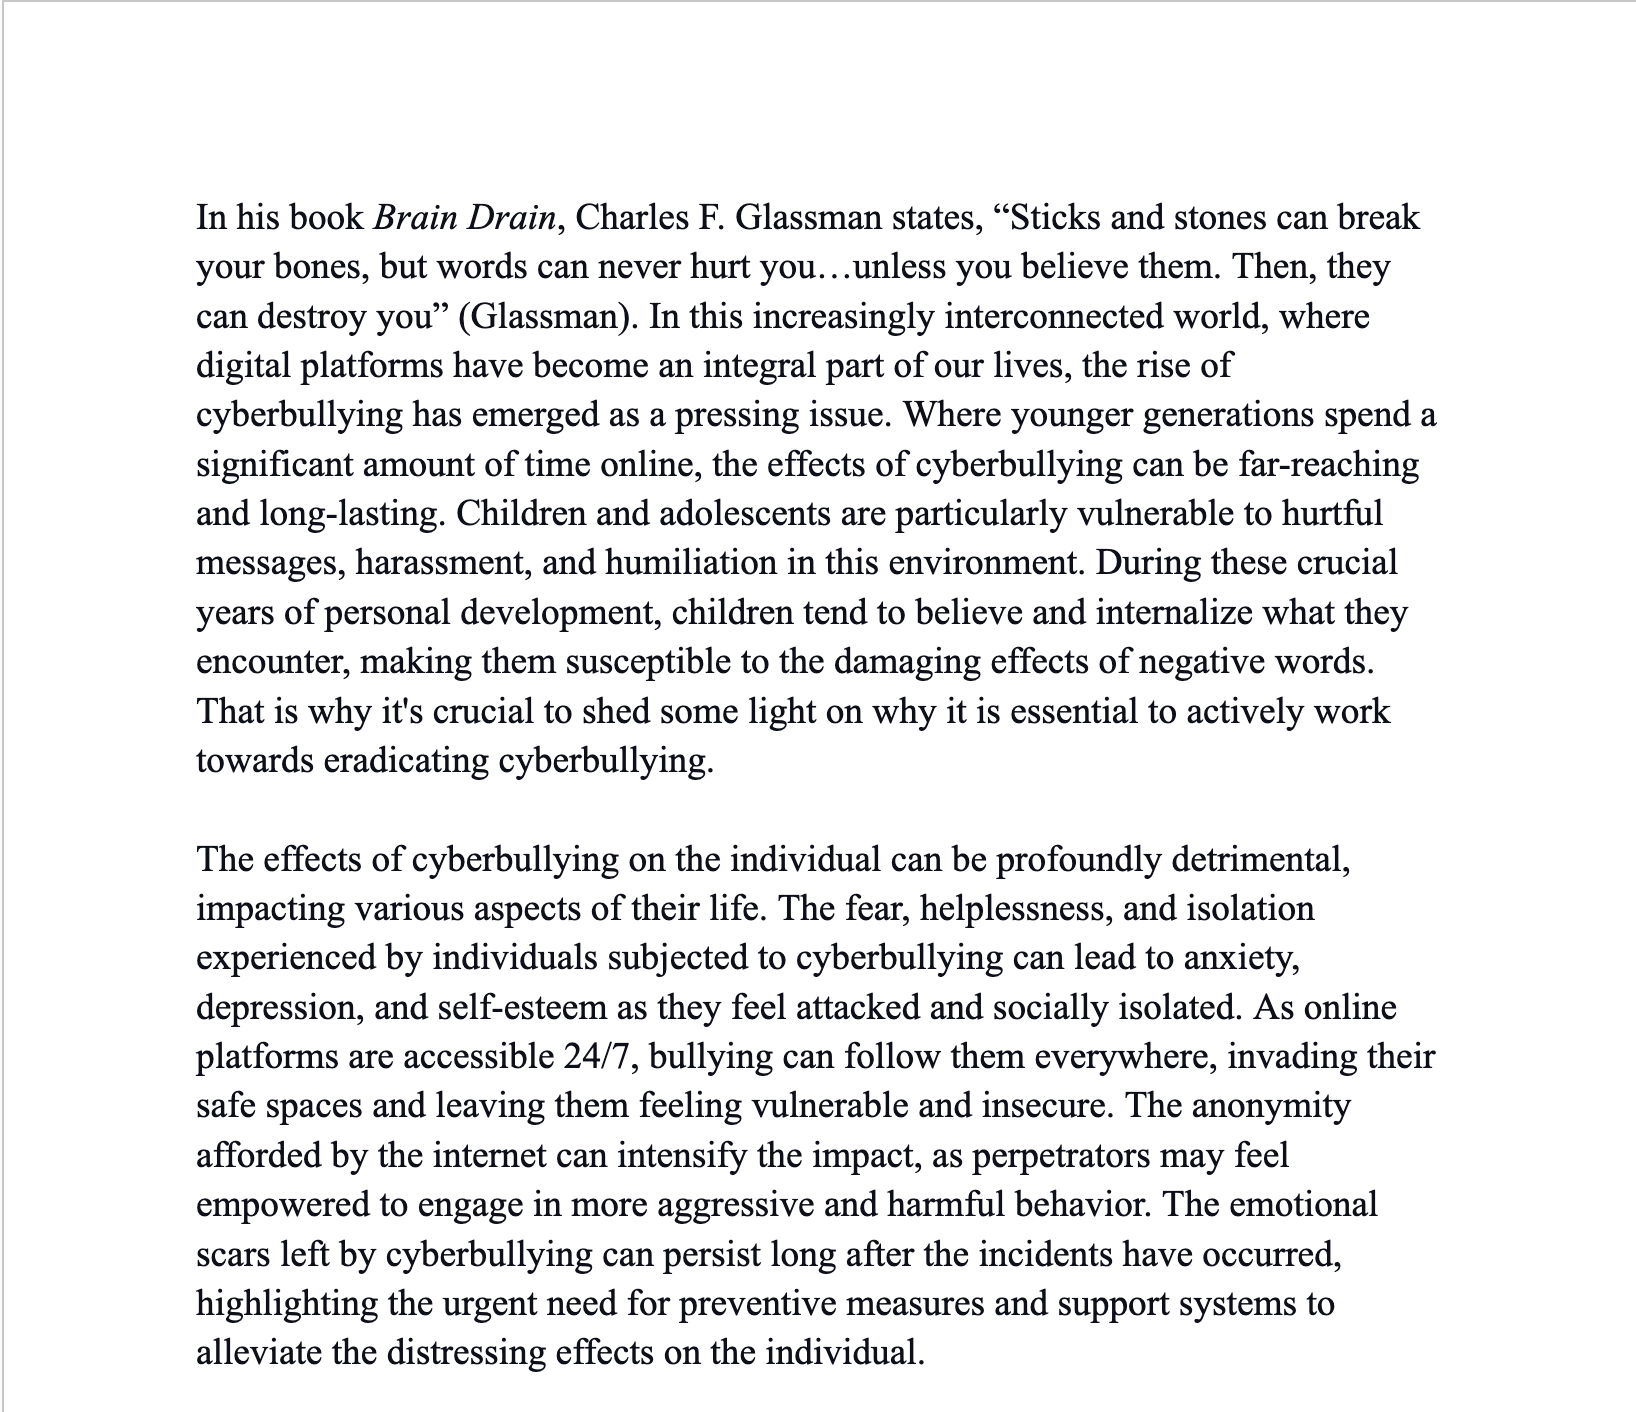 In his book Brain Drain, Charles F. Glassman states, “Sticks and stones can break
your bones, but words can never hurt you…unless you believe them. Then, they
can destroy you” (Glassman). In this increasingly interconnected world, where
digital platforms have become an integral part of our lives, the rise of
cyberbullying has emerged as a pressing issue. Where younger generations spend a
significant amount of time online, the effects of cyberbullying can be far-reaching
and long-lasting. Children and adolescents are particularly vulnerable to hurtful
messages, harassment, and humiliation in this environment. During these crucial
years of personal development, children tend to believe and internalize what they
encounter, making them susceptible to the damaging effects of negative words.
That is why it's crucial to shed some light on why it is essential to actively work
towards eradicating cyberbullying.

The effects of cyberbullying on the individual can be profoundly detrimental,
impacting various aspects of their life. The fear, helplessness, and isolation
experienced by individuals subjected to cyberbullying can lead to anxiety,
depression, and self-esteem as they feel attacked and socially isolated. As online
platforms are accessible 24/7, bullying can follow them everywhere, invading their
safe spaces and leaving them feeling vulnerable and insecure. The anonymity
afforded by the internet can intensify the impact, as perpetrators may feel
empowered to engage in more aggressive and harmful behavior. The emotional
scars left by cyberbullying can persist long after the incidents have occurred,
highlighting the urgent need for preventive measures and support systems to
alleviate the distressing effects on the individual.